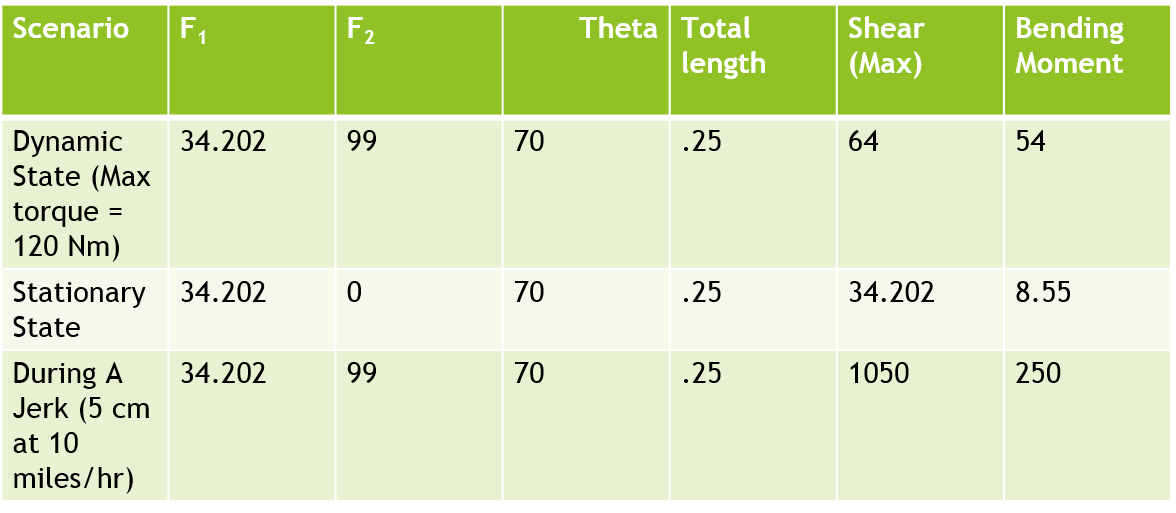 Scenario F₁ F₂ Theta Total length Shear (Max) Bending Moment
Dynamic State (Max torque = 120 Nm) 34.202 99 70 .25 64 54
Stationary State 34.202 0 70 .25 34.202 8.55
During A Jerk (5 cm at 10 miles/hr) 34.202 99 70 .25 1050 250